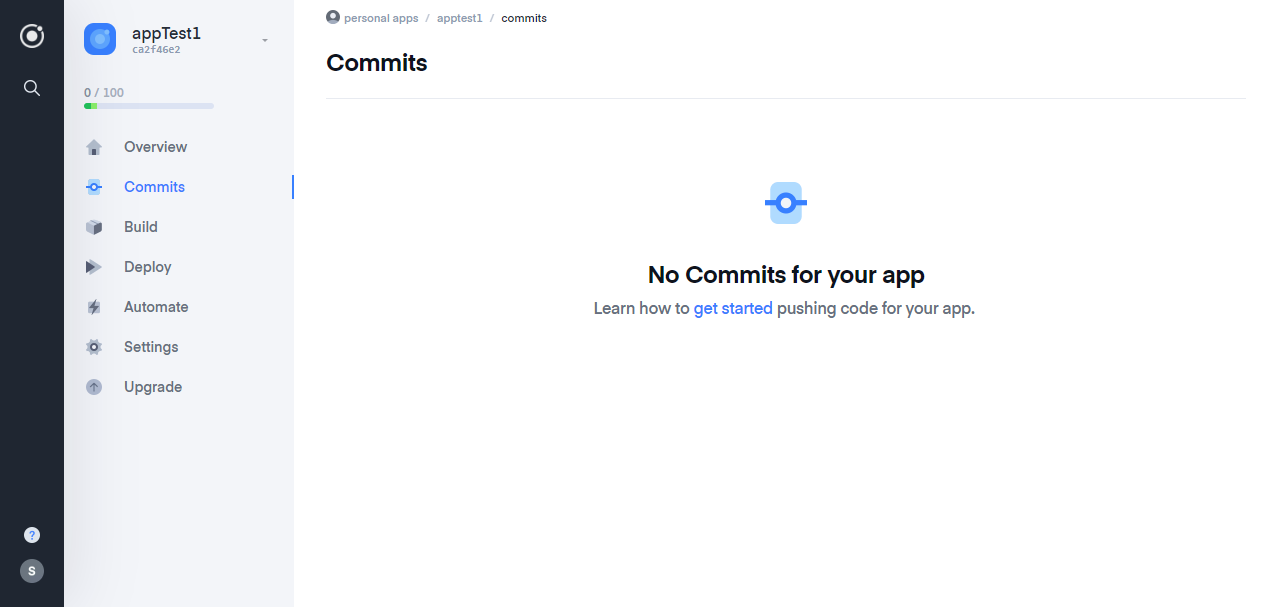 appTest1
ca2f46e2
0 / 100
Overview
Commits
Build
Deploy
Automate
Settings
Upgrade
?
S
personal apps / apptest1 / commits
Commits
No Commits for your app
Learn how to get started pushing code for your app.